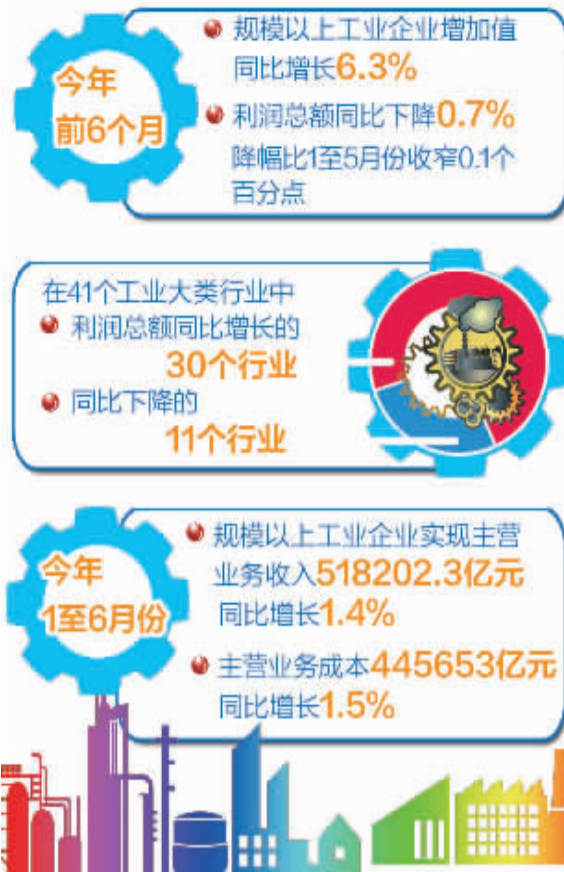 今年
前6个月
规模以上工业企业增加值
同比增长6.3%
利润总额同比下降0.7%
降幅比1至5月份收窄0.1个
百分点
在41个工业大类行业中
利润总额同比增长的
30个行业
同比下降的
11个行业
今年
1至6月份
规模以上工业企业实现主营
业务收入518202.3亿元
同比增长1.4%
主营业务成本445653亿元
同比增长1.5%